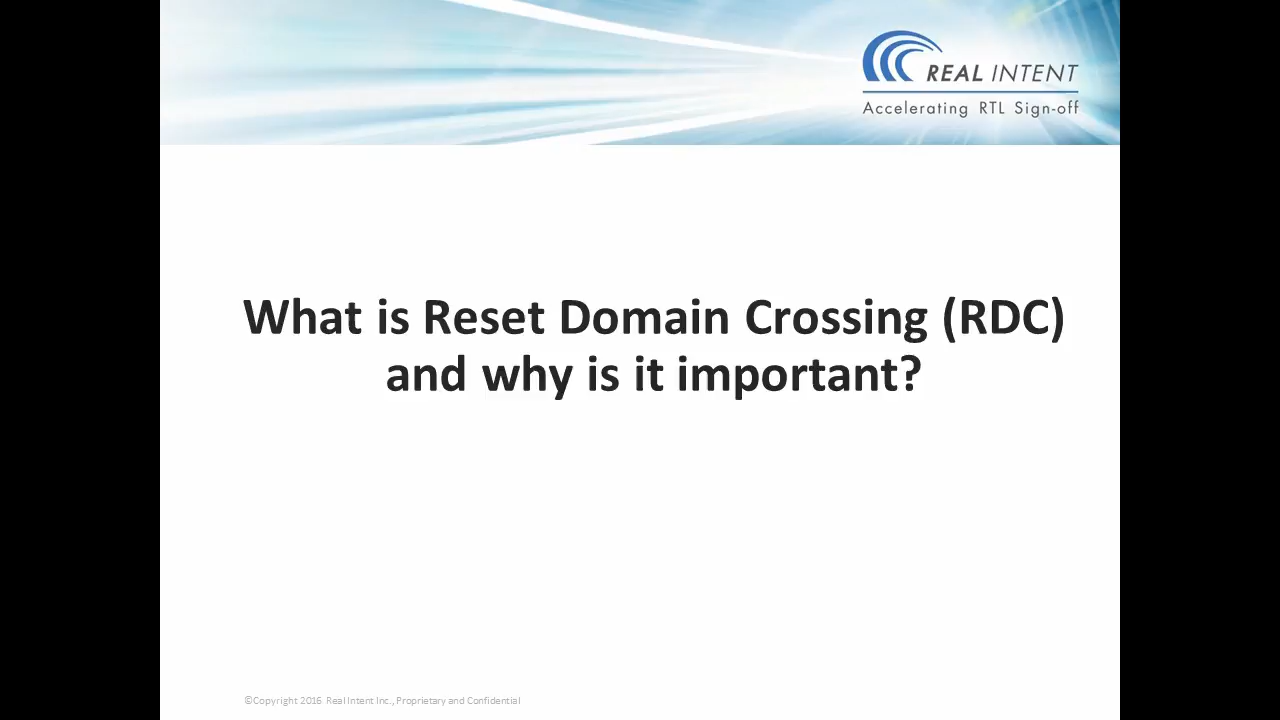 REAL INTENT
Accelerating RTL Sign-off
What is Reset Domain Crossing (RDC)
and why is it important?
©Copyright 2016 Real Intent Inc., Proprietary and Confidential